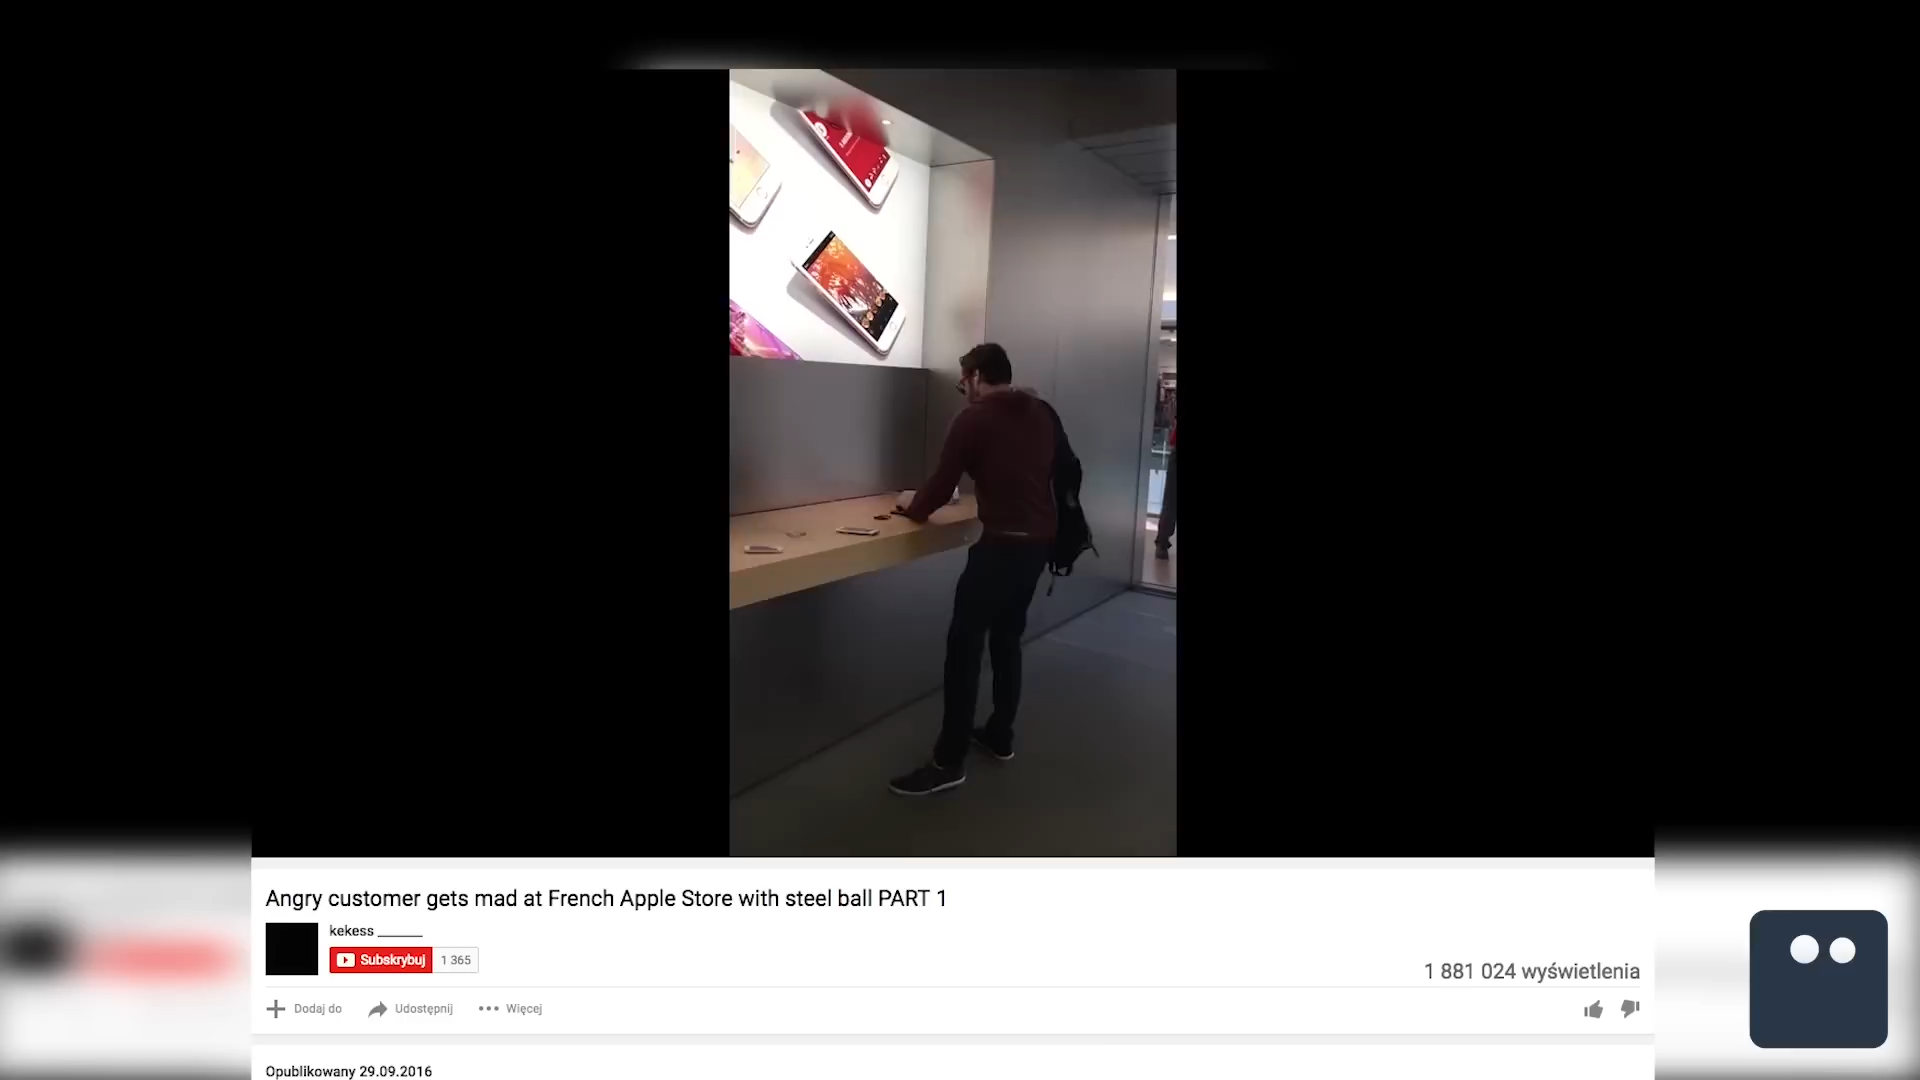 Angry customer gets mad at French Apple Store with steel ball PART 1
kekess ______
Subskrybuj 1 365
1 881 024 wyświetlenia
Dodaj do Udostępnij Więcej
Opublikowany 29.09.2016